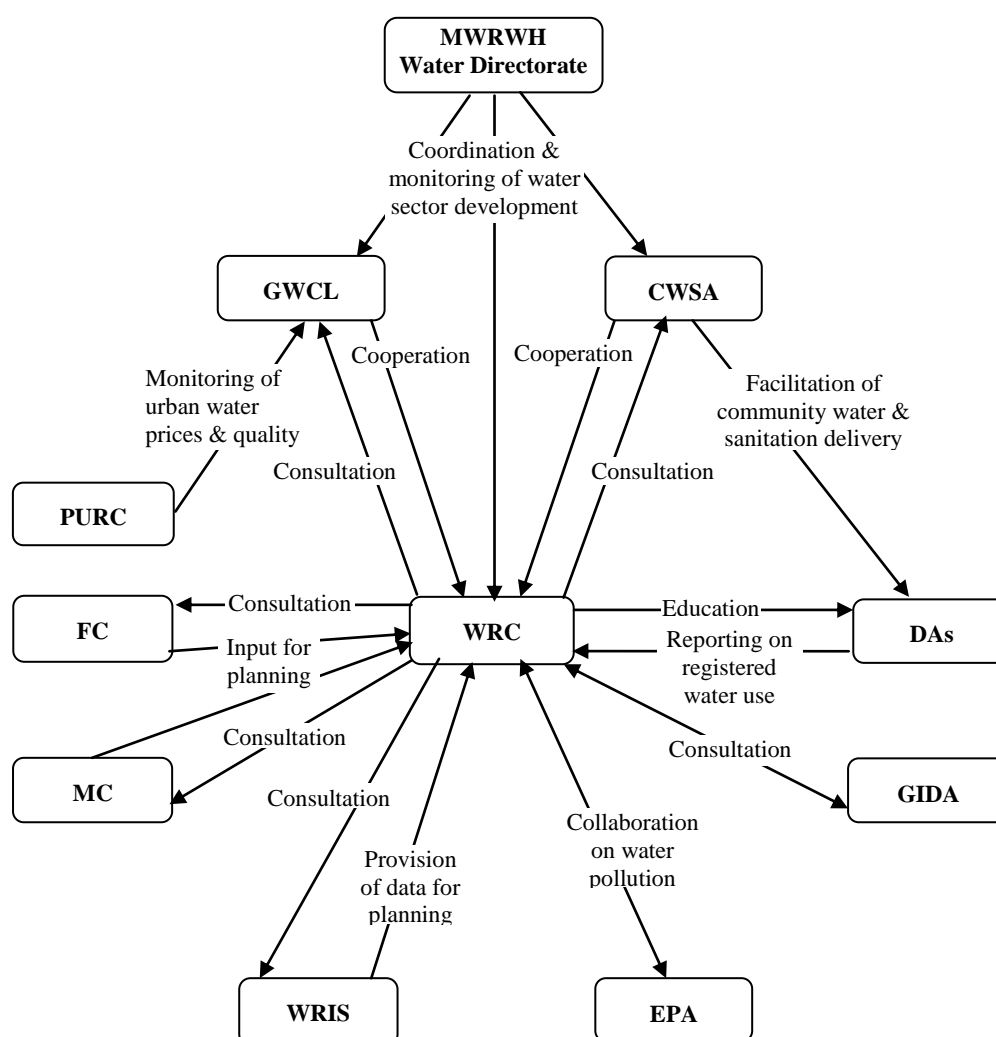 MWRWH
Water Directorate
Coordination &
monitoring of water
sector development
GWCL
CWSA
Cooperation
Cooperation
Monitoring of
urban water
prices & quality
Facilitation of
community water &
sanitation delivery
Consultation
Consultation
PURC
FC
Consultation
WRC
Education
DAs
Input for
planning
Reporting on
registered
water use
Consultation
Consultation
MC
Consultation
GIDA
Collaboration
on water
pollution
Provision
of data for
planning
WRIS
EPA